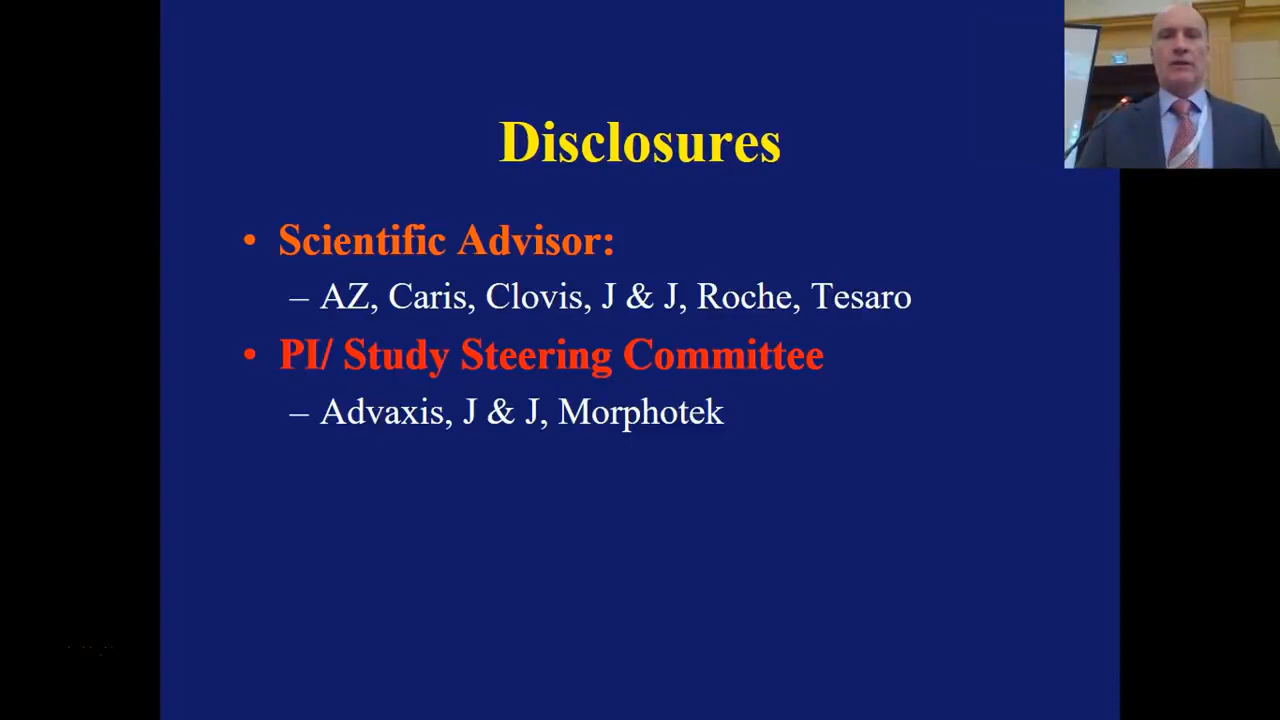 Disclosures
• Scientific Advisor:
– AZ, Caris, Clovis, J & J, Roche, Tesaro
• PI/ Study Steering Committee
– Advaxis, J & J, Morphotek